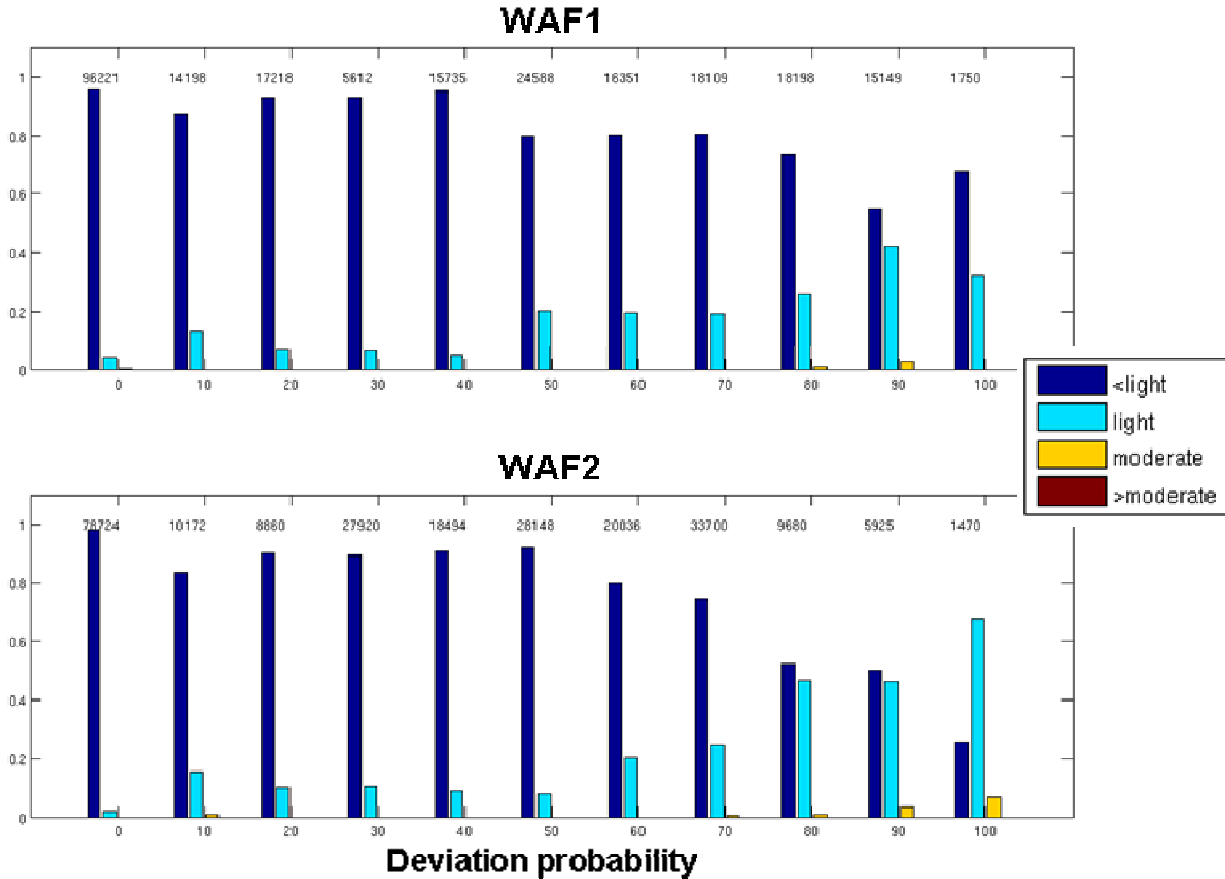 WAF1
1 96221 14198 17218 5612 15735 24588 16351 18109 18198 15149 1750
0.8
0.6
0.4
0.2
0
0 10 20 30 40 50 60 70 80 90 100
<light
light
moderate
>moderate
WAF2
1 78724 10172 8860 27920 18494 28148 20036 33700 9680 5925 1470
0.8
0.6
0.4
0.2
0
0 10 20 30 40 50 60 70 80 90 100
Deviation probability